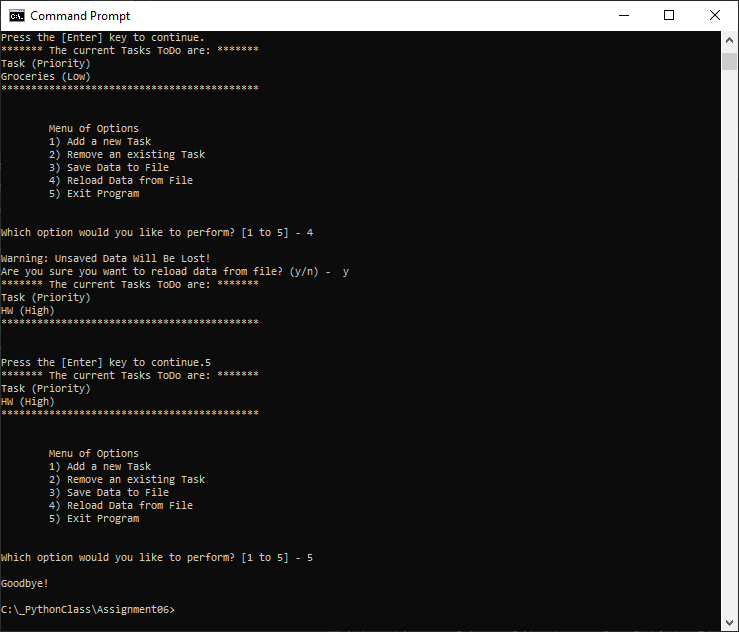 Command Prompt
Press the [Enter] key to continue.
******* The current Tasks ToDo are: *******
Task (Priority)
Groceries (Low)
*******************************************
Menu of Options
1) Add a new Task
2) Remove an existing Task
3) Save Data to File
4) Reload Data from File
5) Exit Program
Which option would you like to perform? [1 to 5] - 4
Warning: Unsaved Data Will Be Lost!
Are you sure you want to reload data from file? (y/n) -  y
******* The current Tasks ToDo are: *******
Task (Priority)
HW (High)
*******************************************
Press the [Enter] key to continue.5
******* The current Tasks ToDo are: *******
Task (Priority)
HW (High)
*******************************************
Menu of Options
1) Add a new Task
2) Remove an existing Task
3) Save Data to File
4) Reload Data from File
5) Exit Program
Which option would you like to perform? [1 to 5] - 5
Goodbye!
C:\_PythonClass\Assignment06>